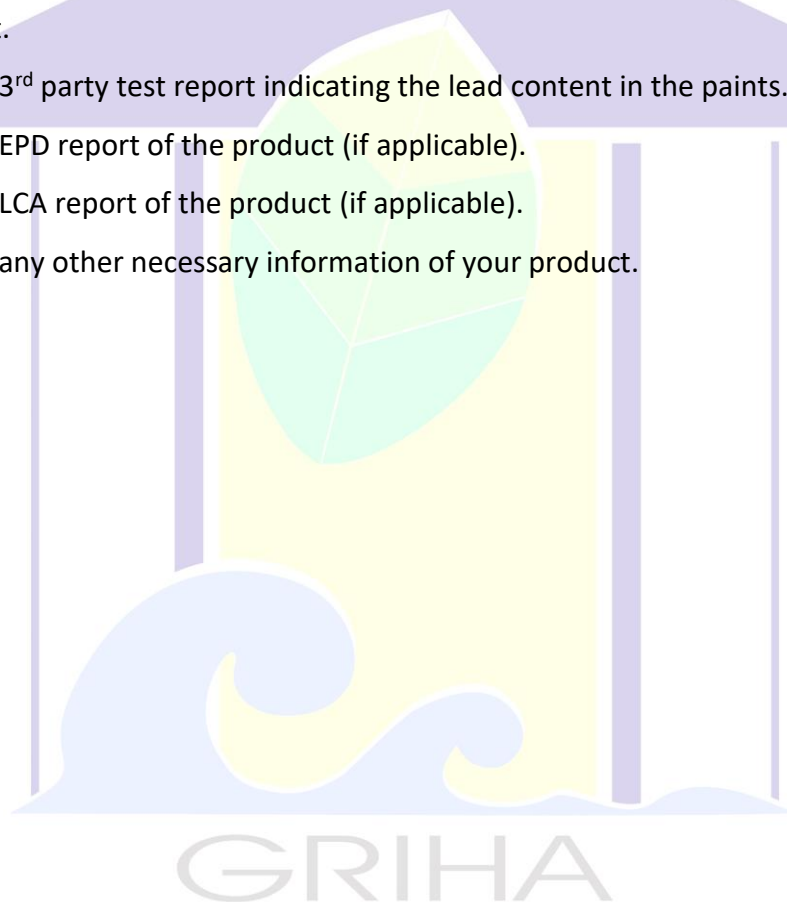 .
3rd party test report indicating the lead content in the paints.
EPD report of the product (if applicable).
LCA report of the product (if applicable).
any other necessary information of your product.
GRIHA